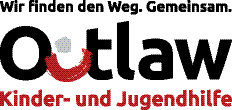 Wir finden den Weg. Gemeinsam.
Outlaw
Kinder- und Jugendhilfe